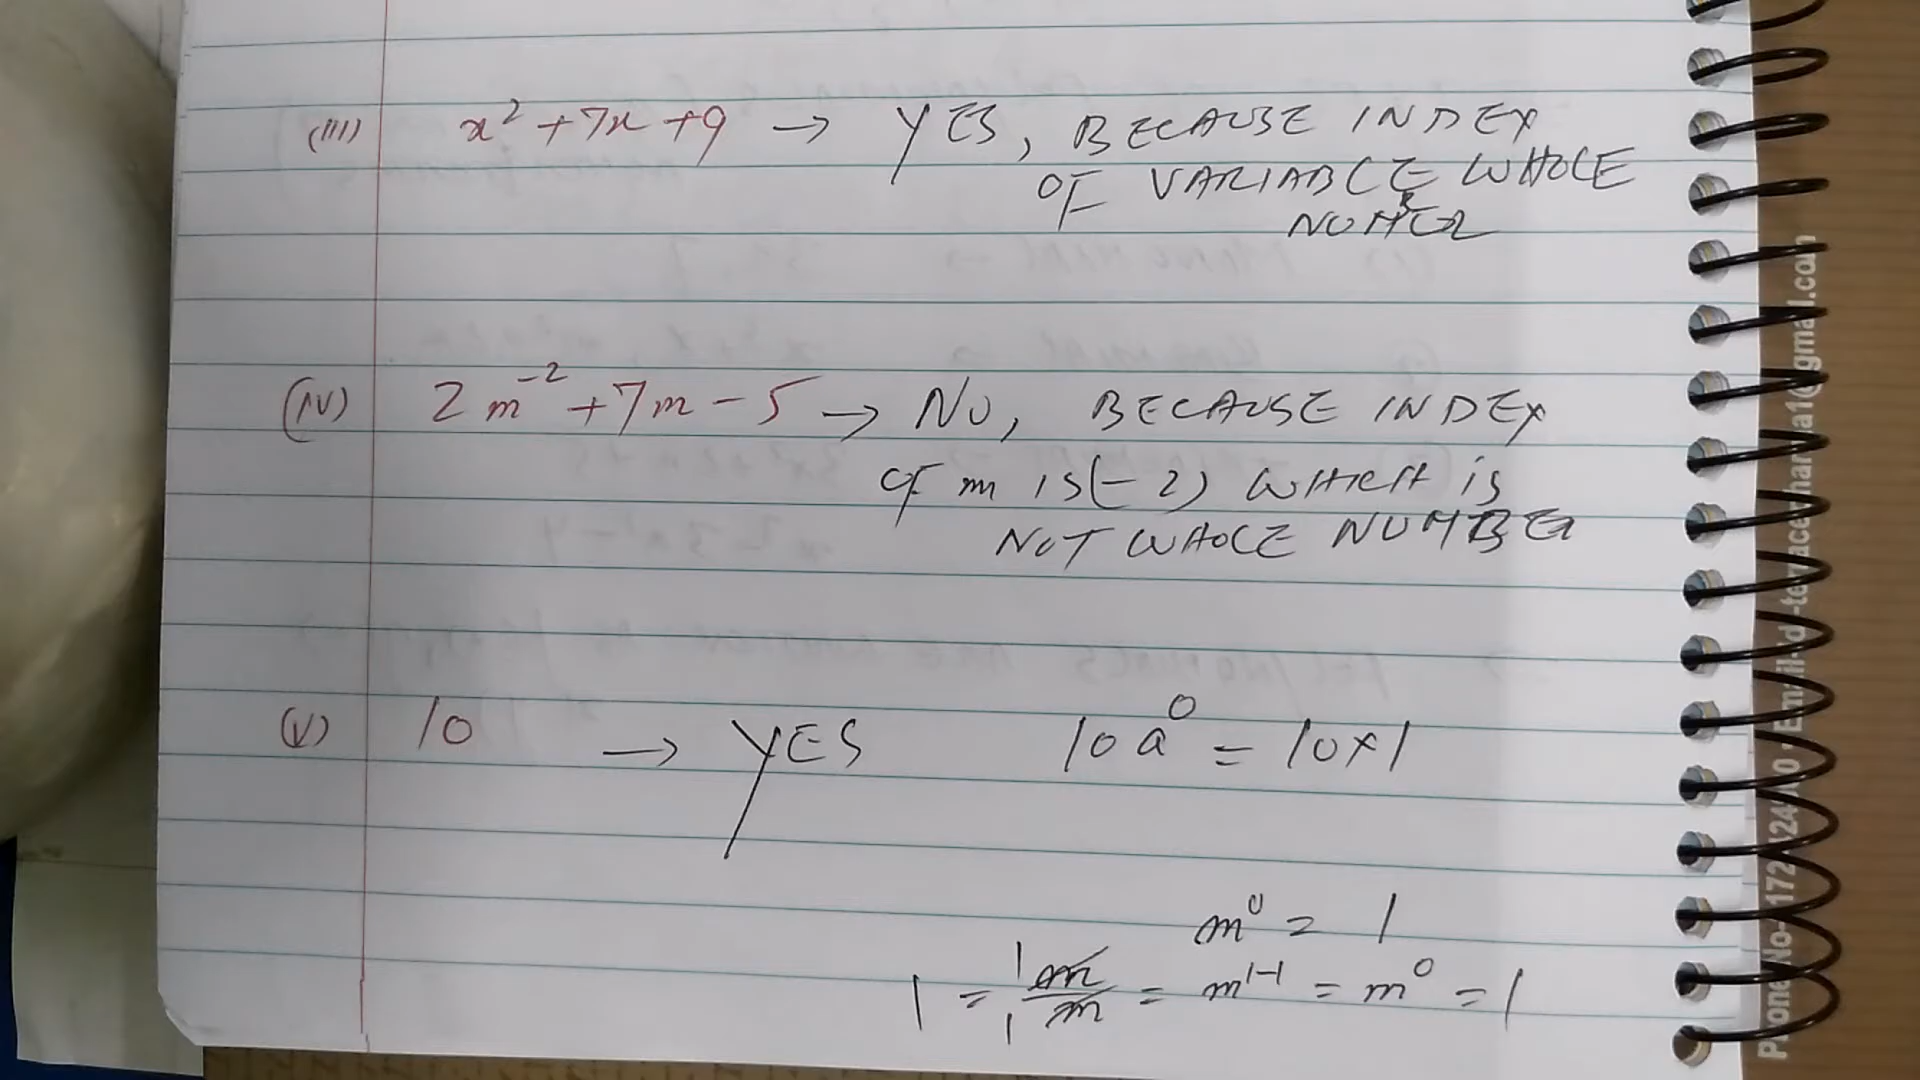 (iii) x² + 7x + 9 → YES, BECAUSE INDEX
OF VARIABLE WHOLE
NUMBER
(iv) 2m⁻² + 7m - 5 → NO, BECAUSE INDEX
OF m IS (-2) WHICH is
NOT WHOLE NUMBER
(v) 10 → YES 10a⁰ = 10×1
m⁰ = 1
1 = 1m/1m = m¹⁻¹ = m⁰ = 1